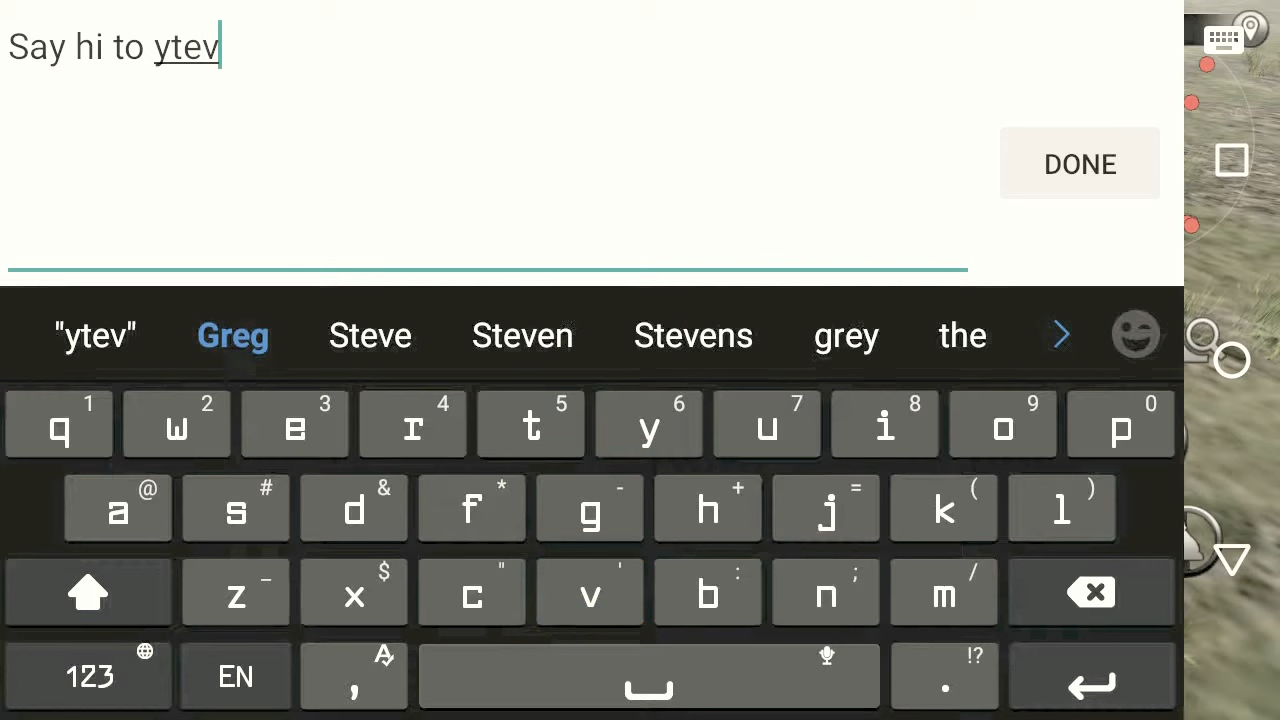 Say hi to ytev
DONE
"ytev" Greg Steve Steven Stevens grey the
q 1 w 2 e 3 r 4 t 5 y 6 u 7 i 8 o 9 p 0
a @ s # d & f * g - h + j = k ( l )
z _ x $ c " v ' b : n ; m /
123 EN , . !?